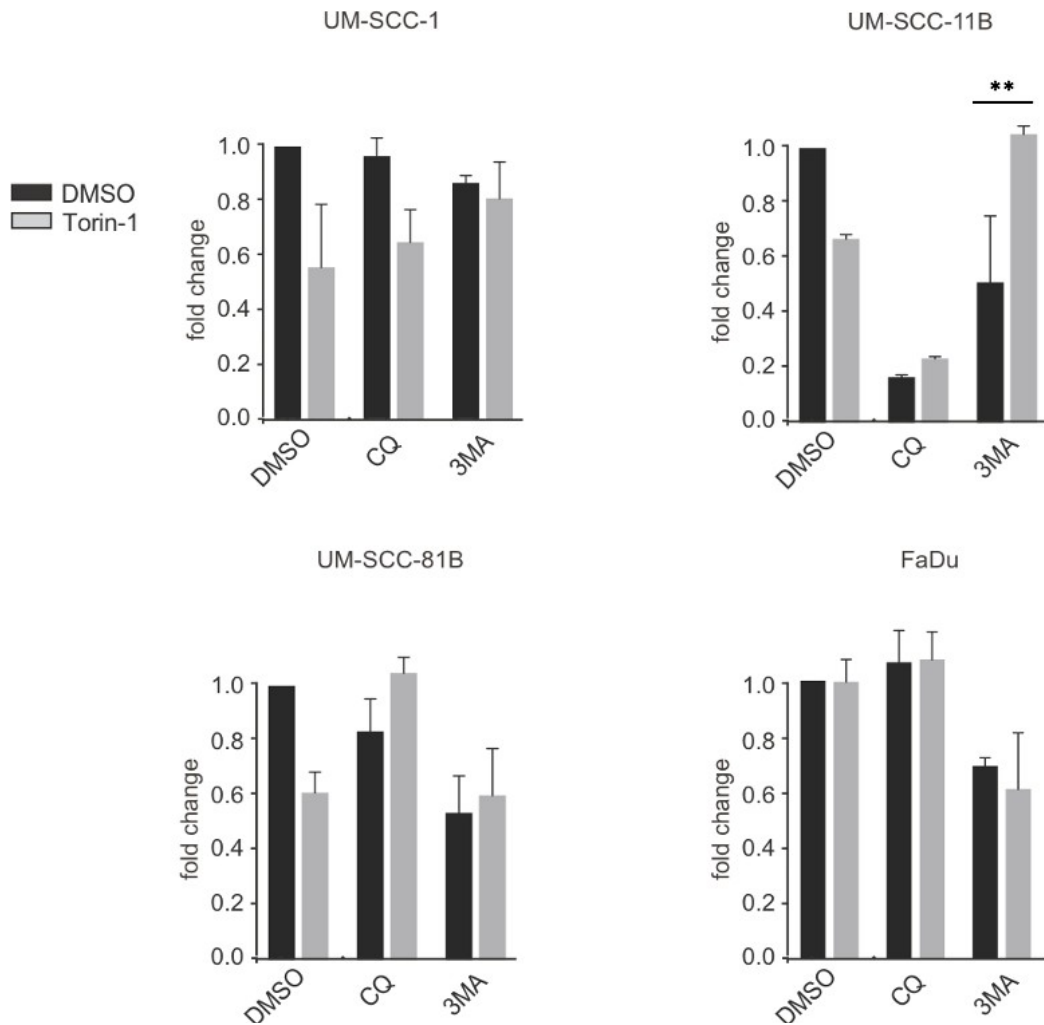 UM-SCC-1
UM-SCC-11B
**
DMSO
Torin-1
fold change
1.0
0.8
0.6
0.4
0.2
0.0
DMSO
CQ
3MA
fold change
1.0
0.8
0.6
0.4
0.2
0.0
DMSO
CQ
3MA
UM-SCC-81B
FaDu
fold change
1.0
0.8
0.6
0.4
0.2
0.0
DMSO
CQ
3MA
fold change
1.0
0.8
0.6
0.4
0.2
0.0
DMSO
CQ
3MA